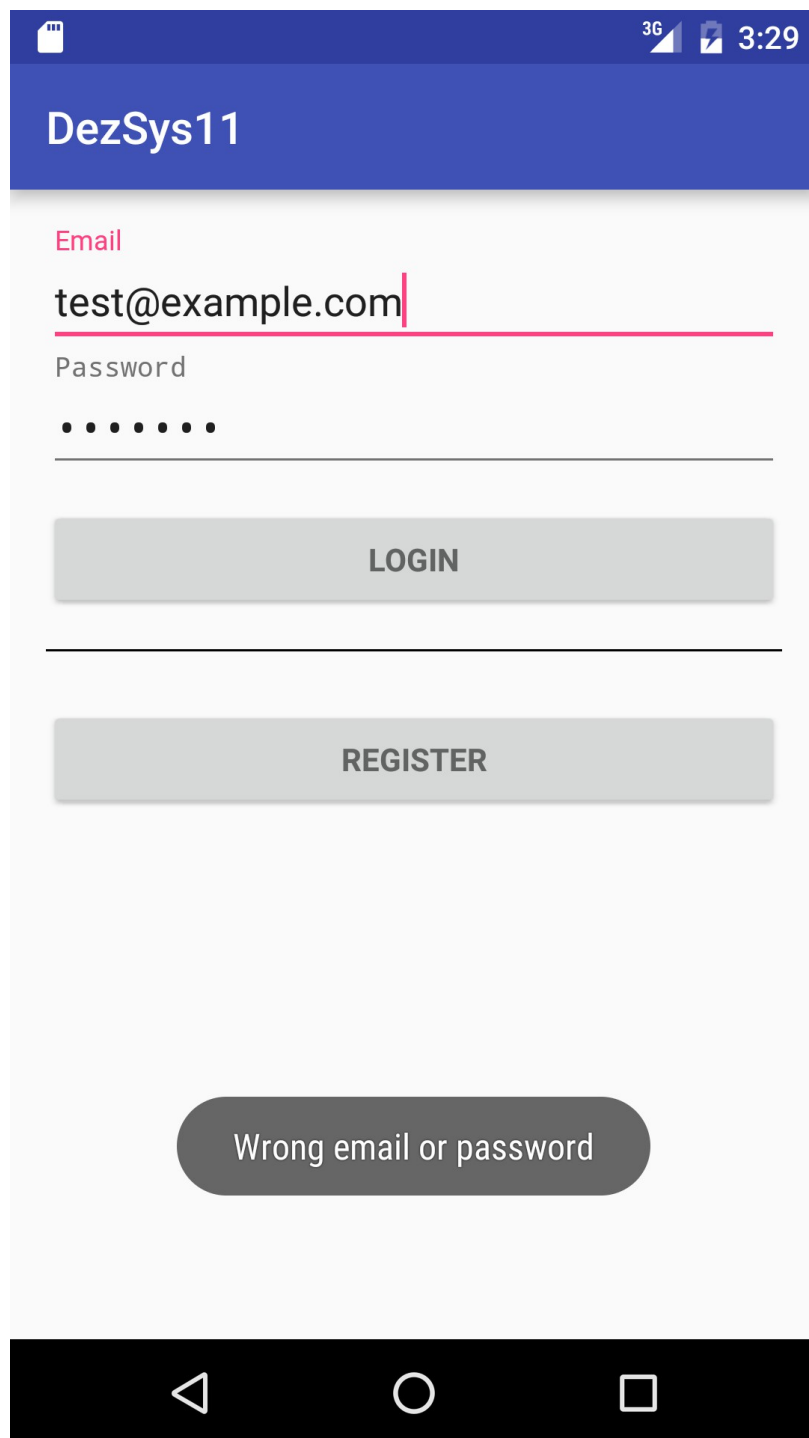 3G 3:29
DezSys11
Email
test@example.com
Password
•••••••
LOGIN
REGISTER
Wrong email or password